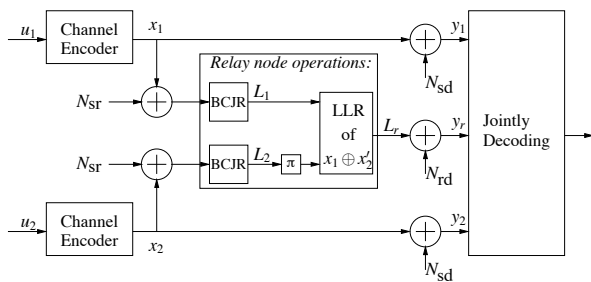 u1
Channel
Encoder
x1
y1
Nsd
Relay node operations:
Nsr
BCJR
L1
LLR
of
x1 ⊕ x′2
Lr
yr
Nrd
Jointly
Decoding
Nsr
BCJR
L2
π
u2
Channel
Encoder
x2
y2
Nsd